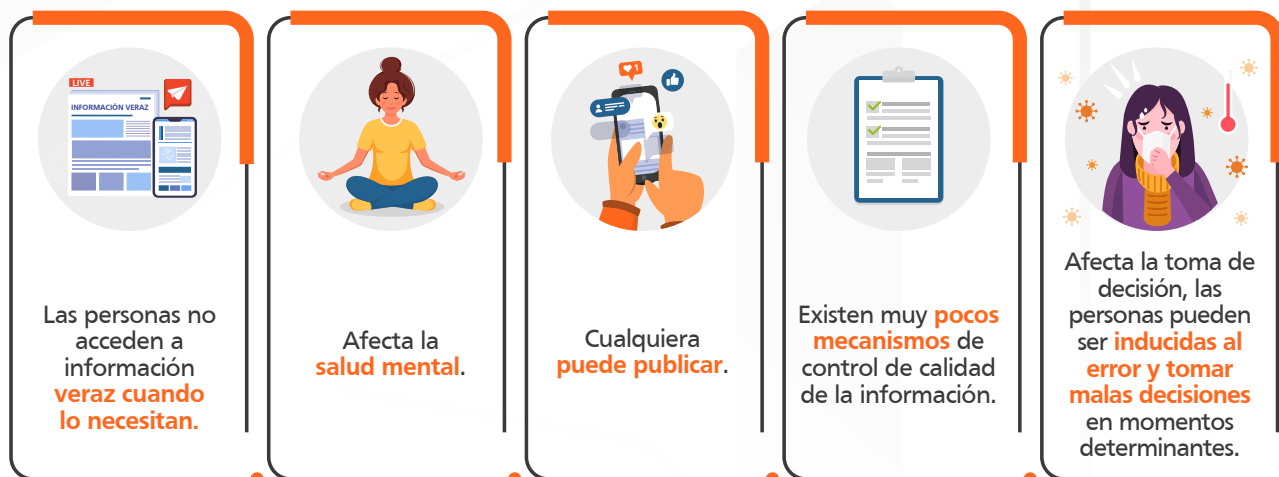 LIVE
INFORMACIÓN VERAZ
Las personas no
acceden a
información
veraz cuando
lo necesitan.
Afecta la
salud mental.
1
Cualquiera
puede publicar.
Existen muy pocos
mecanismos de
control de calidad
de la información.
Afecta la toma de
decisión, las
personas pueden
ser inducidas al
error y tomar
malas decisiones
en momentos
determinantes.